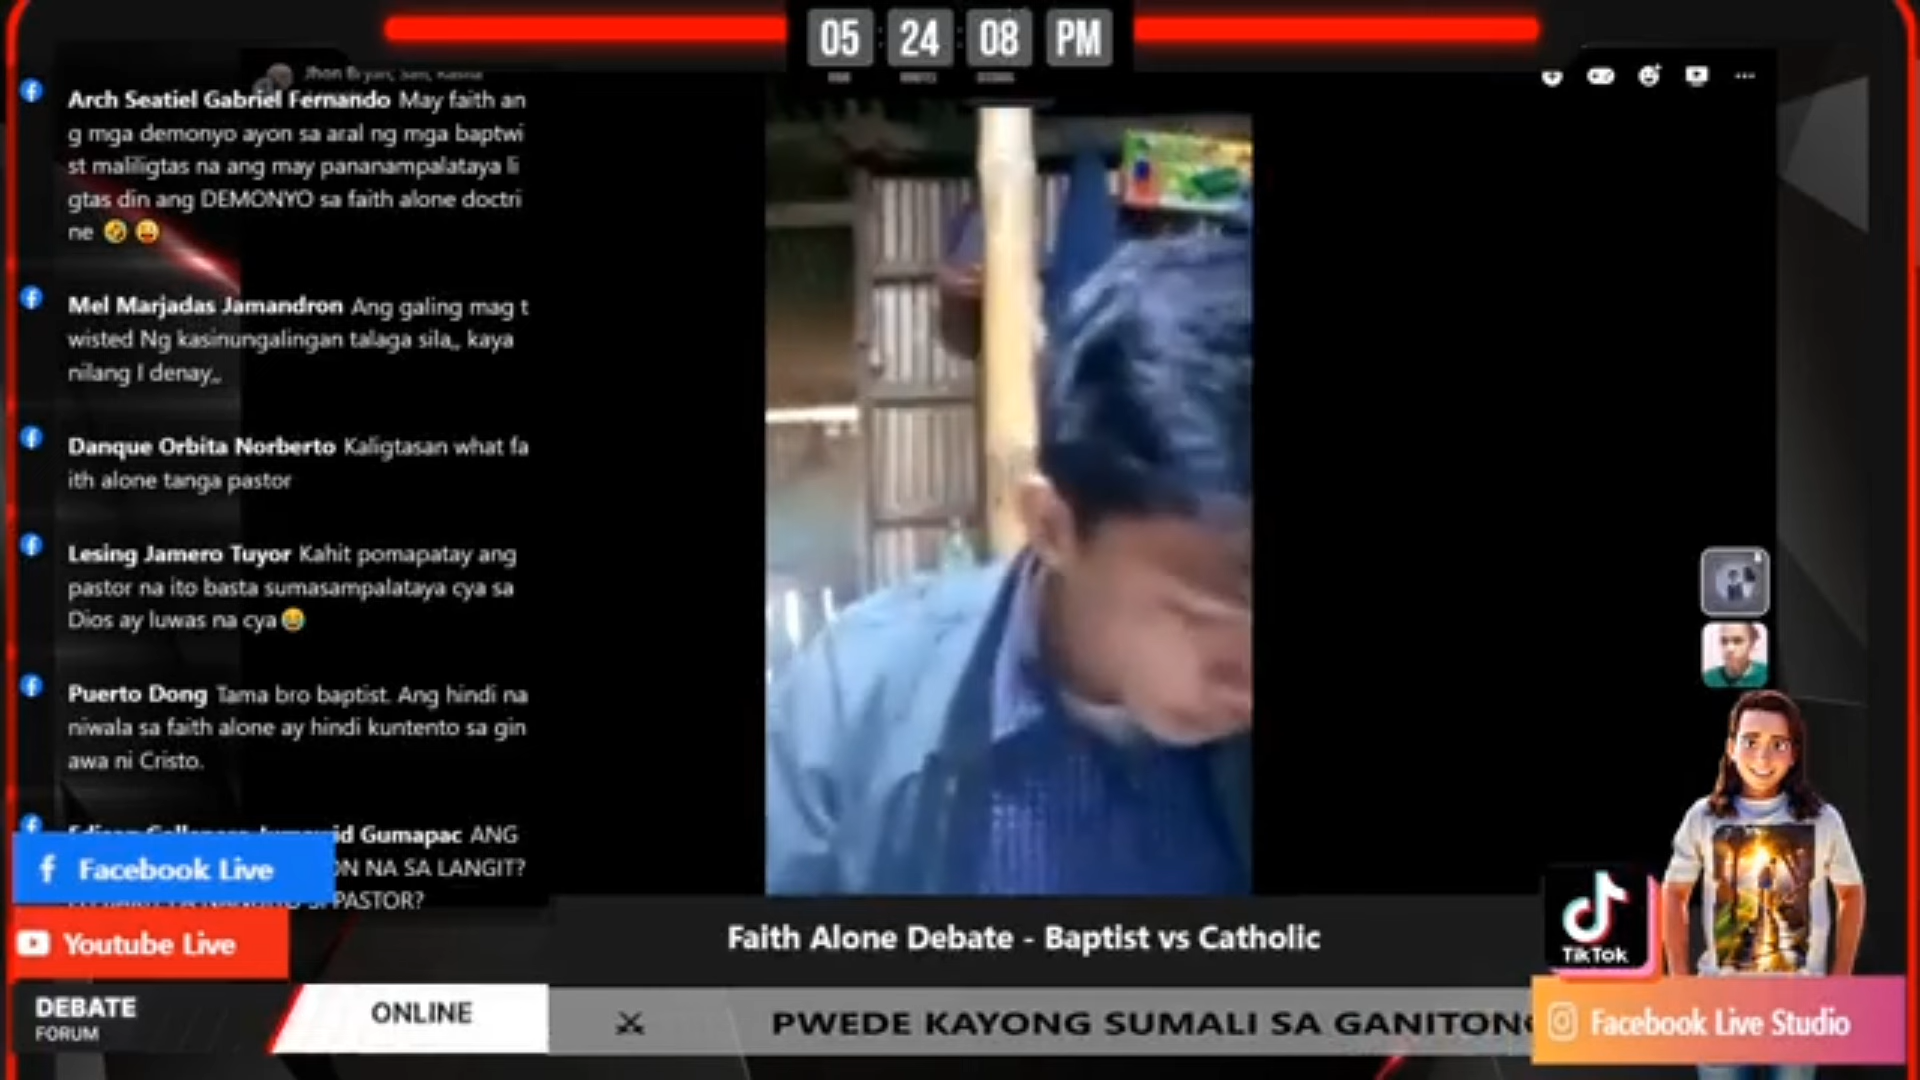 05 24 08 PM
Jhon Bryan, San,
Arch Seatiel Gabriel Fernando May faith an
g mga demonyo ayon sa aral ng mga baptwi
st maliligtas na ang may pananampalataya li
gtas din ang DEMONYO sa faith alone doctri
ne 🤣 😜
Mel Marjadas Jamandron Ang galing mag t
wisted Ng kasinungalingan talaga sila,, kaya
nilang I denay,,
Danque Orbita Norberto Kaligtasan what fa
ith alone tanga pastor
Lesing Jamero Tuyor Kahit pomapatay ang
pastor na ito basta sumasampalataya cya sa
Dios ay luwas na cya😂
Puerto Dong Tama bro baptist. Ang hindi na
niwala sa faith alone ay hindi kuntento sa gin
awa ni Cristo.
Gumapac ANG
NA SA LANGIT?
PASTOR?
Facebook Live
Youtube Live
Faith Alone Debate - Baptist vs Catholic
TikTok
DEBATE
FORUM
ONLINE
PWEDE KAYONG SUMALI SA GANITON
Facebook Live Studio